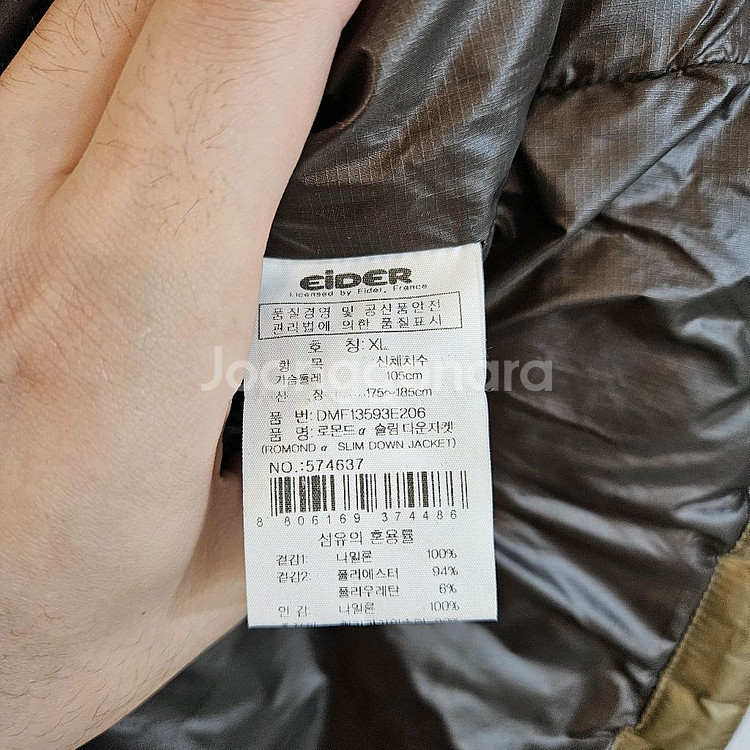 EiDER
Licensed by Eider, France
품질경영 및 공산품안전
관리법에 의한 품질표시
호 칭: XL
항 목 신체치수
가슴둘레 105cm
신 장 175~185cm
품 번: DMF13593E206
품 명: 로몬드α 슬림 다운자켓
(ROMOND α SLIM DOWN JACKET)
NO.:574637
8 806169 374486
섬유의 혼용률
겉감1: 나일론 100%
겉감2: 폴리에스터 94%
폴리우레탄 6%
안 감: 나일론 100%
Joonggonara